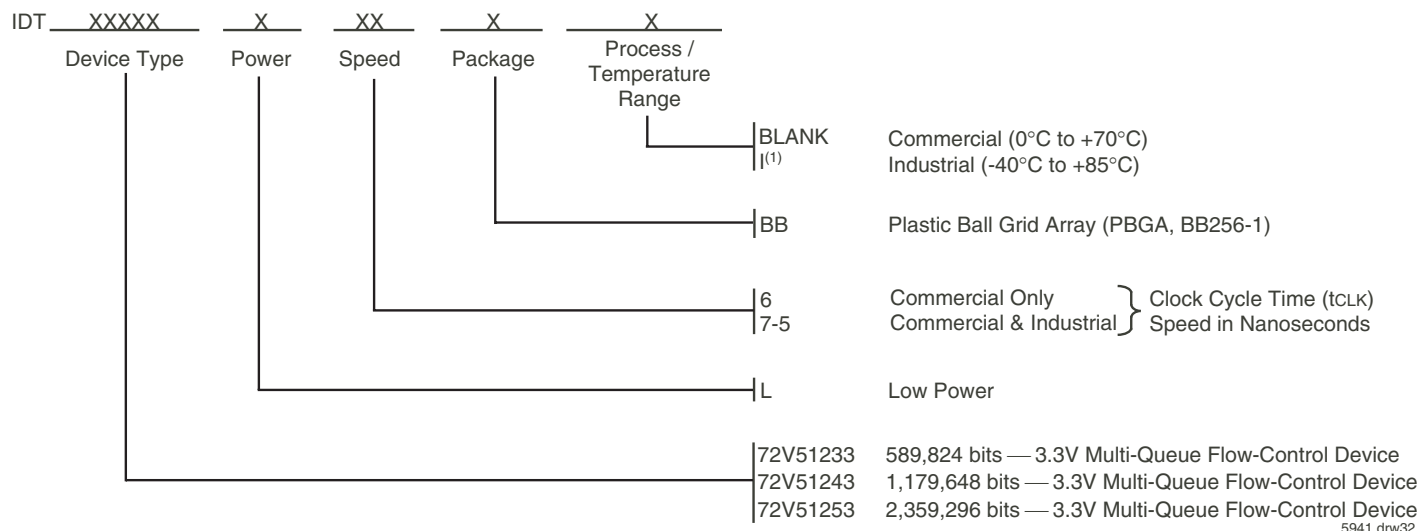 IDT XXXXX X XX X X
Device Type Power Speed Package Process / Temperature Range
BLANK Commercial (0°C to +70°C)
I(1) Industrial (-40°C to +85°C)
BB Plastic Ball Grid Array (PBGA, BB256-1)
6 Commercial Only
7-5 Commercial & Industrial
Clock Cycle Time (tCLK)
Speed in Nanoseconds
L Low Power
72V51233 589,824 bits — 3.3V Multi-Queue Flow-Control Device
72V51243 1,179,648 bits — 3.3V Multi-Queue Flow-Control Device
72V51253 2,359,296 bits — 3.3V Multi-Queue Flow-Control Device
5941 drw32